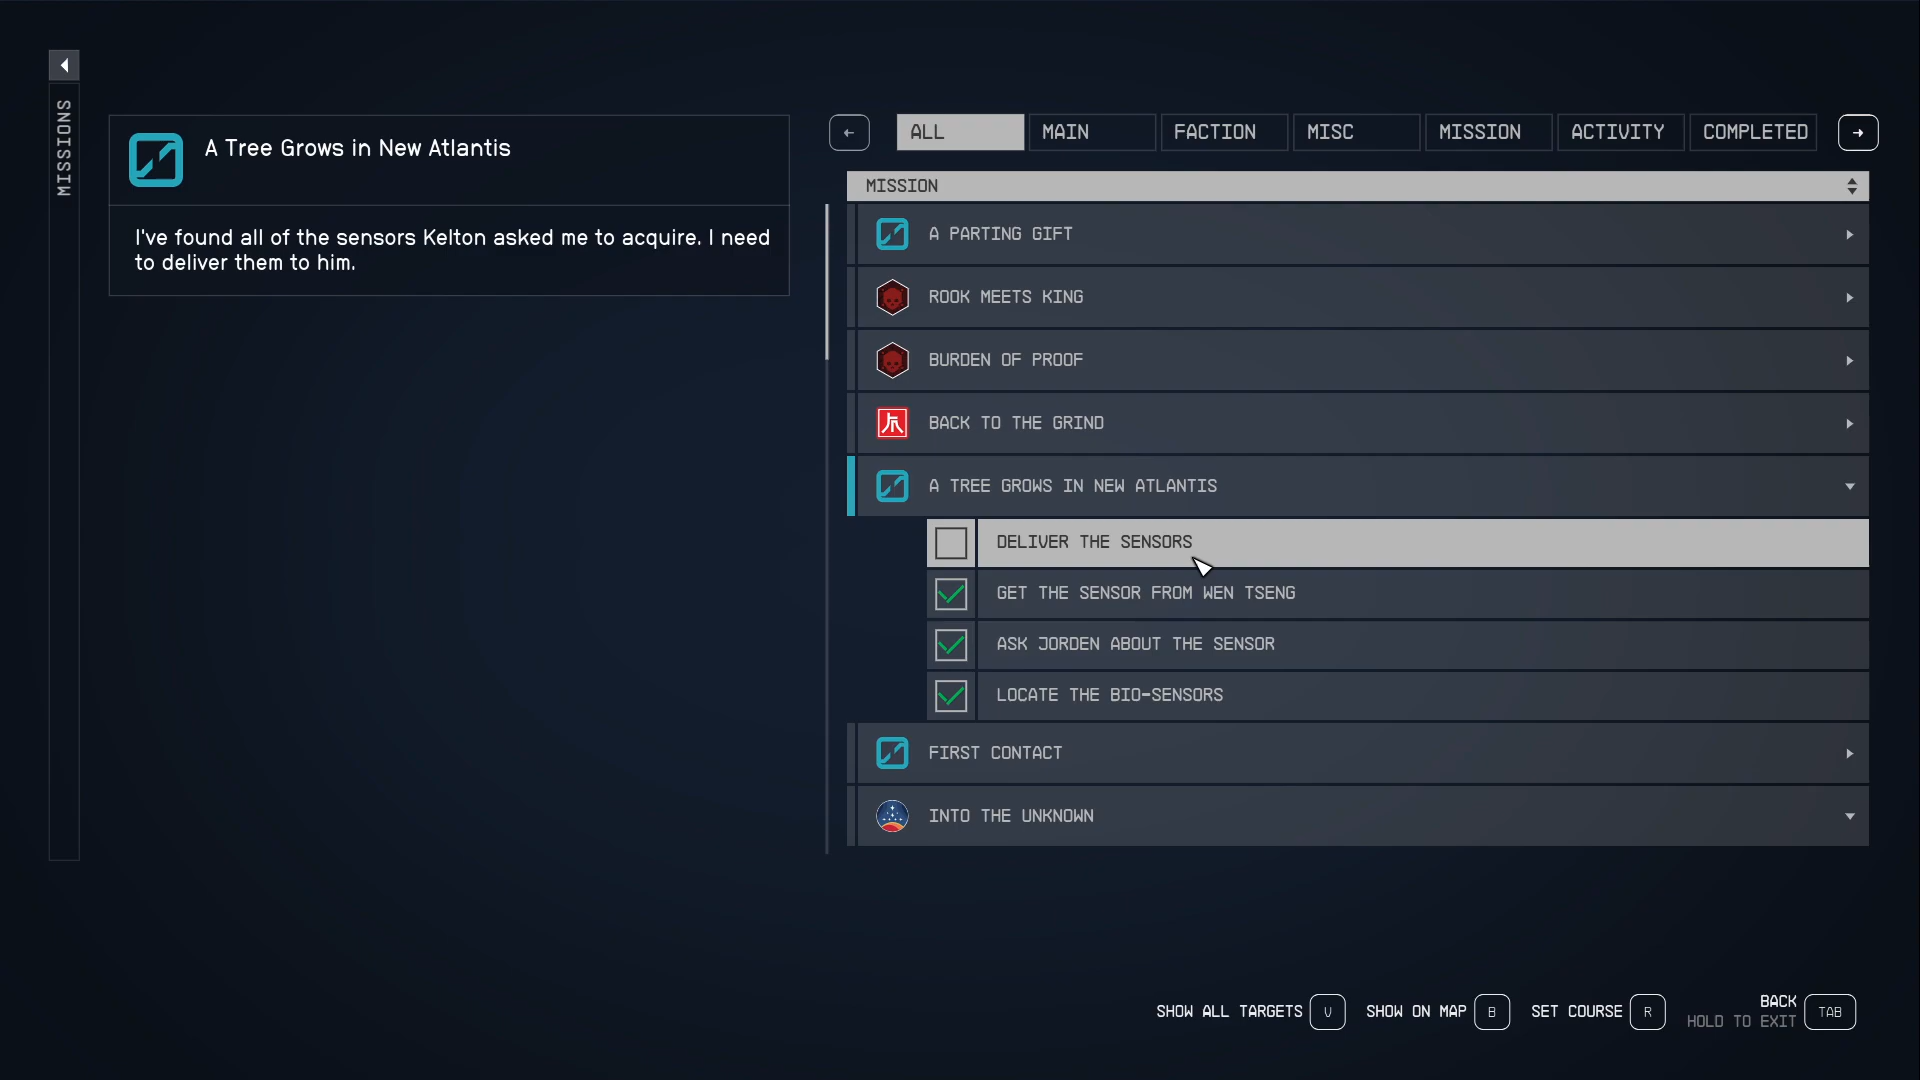 MISSIONS
A Tree Grows in New Atlantis
I've found all of the sensors Kelton asked me to acquire. I need
to deliver them to him.
ALL
MAIN
FACTION
MISC
MISSION
ACTIVITY
COMPLETED
MISSION
A PARTING GIFT
ROOK MEETS KING
BURDEN OF PROOF
BACK TO THE GRIND
A TREE GROWS IN NEW ATLANTIS
DELIVER THE SENSORS
GET THE SENSOR FROM WEN TSENG
ASK JORDEN ABOUT THE SENSOR
LOCATE THE BIO-SENSORS
FIRST CONTACT
INTO THE UNKNOWN
SHOW ALL TARGETS V
SHOW ON MAP B
SET COURSE R
BACK
HOLD TO EXIT
TAB